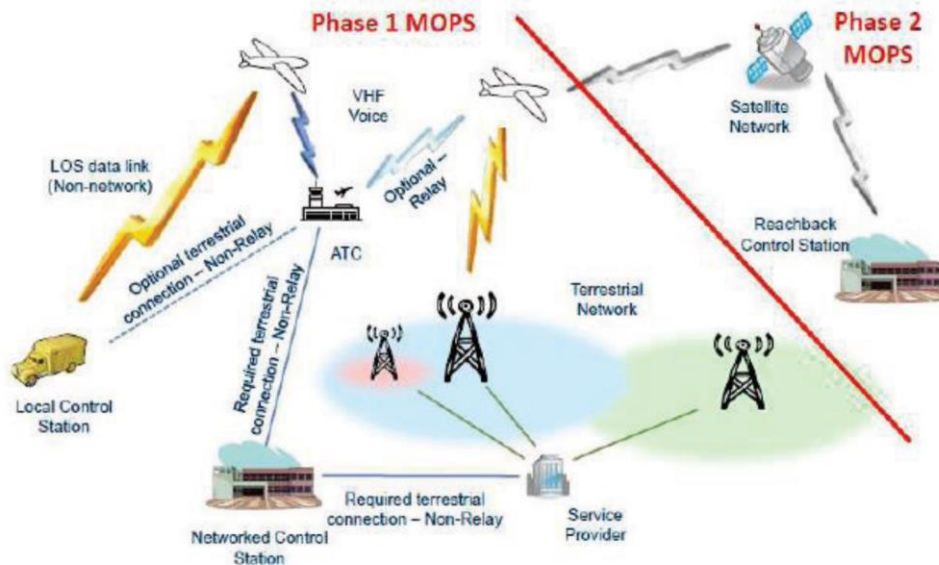 Phase 1 MOPS
Phase 2
MOPS
VHF
Voice
Satellite
Network
LOS data link
(Non-network)
Optional –
Relay
Optional terrestrial
connection – Non-Relay
ATC
Reachback
Control Station
Required terrestrial
connection – Non-Relay
Terrestrial
Network
Local Control
Station
Required terrestrial
connection – Non-Relay
Networked Control
Station
Service
Provider